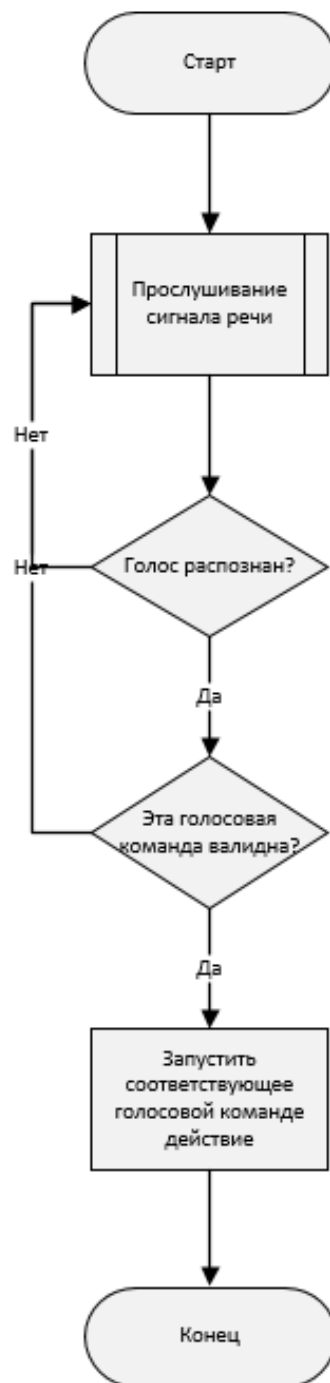 Старт
Прослушивание
сигнала речи
Нет
Голос распознан?
Нет
Да
Эта голосовая
команда валидна?
Да
Запустить
соответствующее
голосовой команде
действие
Конец